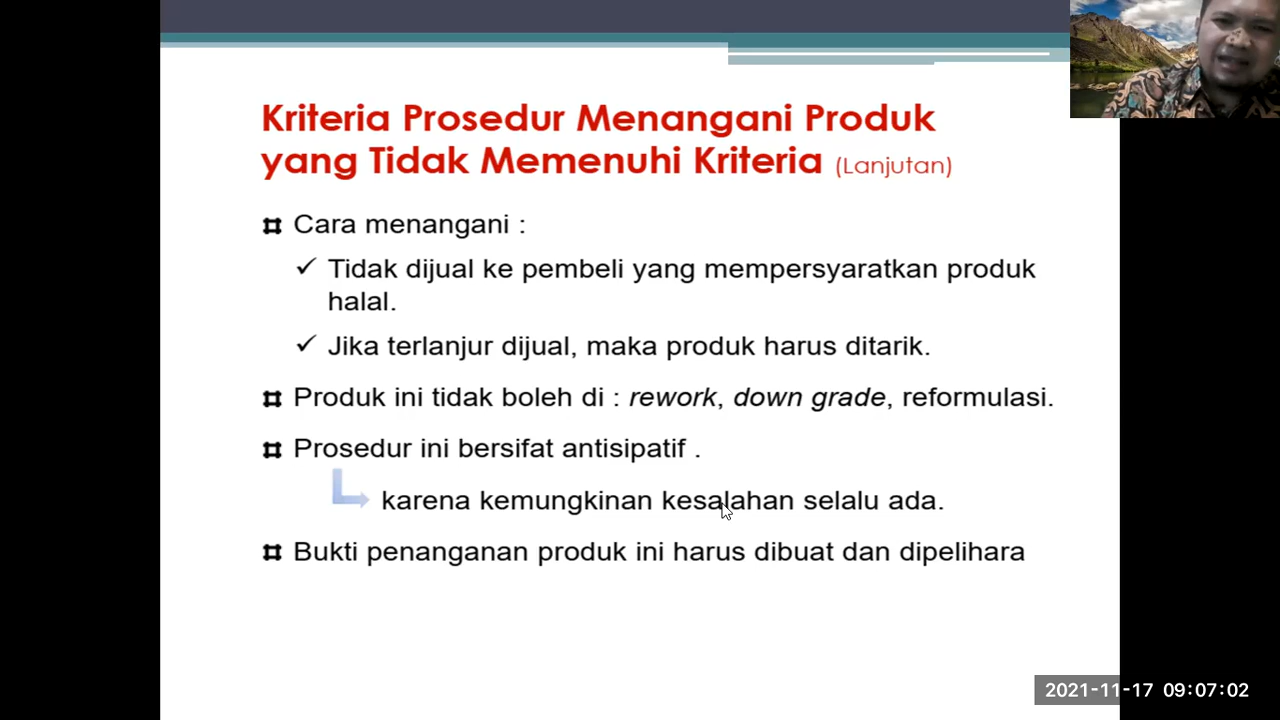 Kriteria Prosedur Menangani Produk
yang Tidak Memenuhi Kriteria (Lanjutan)
Cara menangani :
Tidak dijual ke pembeli yang mempersyaratkan produk
halal.
Jika terlanjur dijual, maka produk harus ditarik.
Produk ini tidak boleh di : rework, down grade, reformulasi.
Prosedur ini bersifat antisipatif .
karena kemungkinan kesalahan selalu ada.
Bukti penanganan produk ini harus dibuat dan dipelihara
2021-11-17 09:07:02